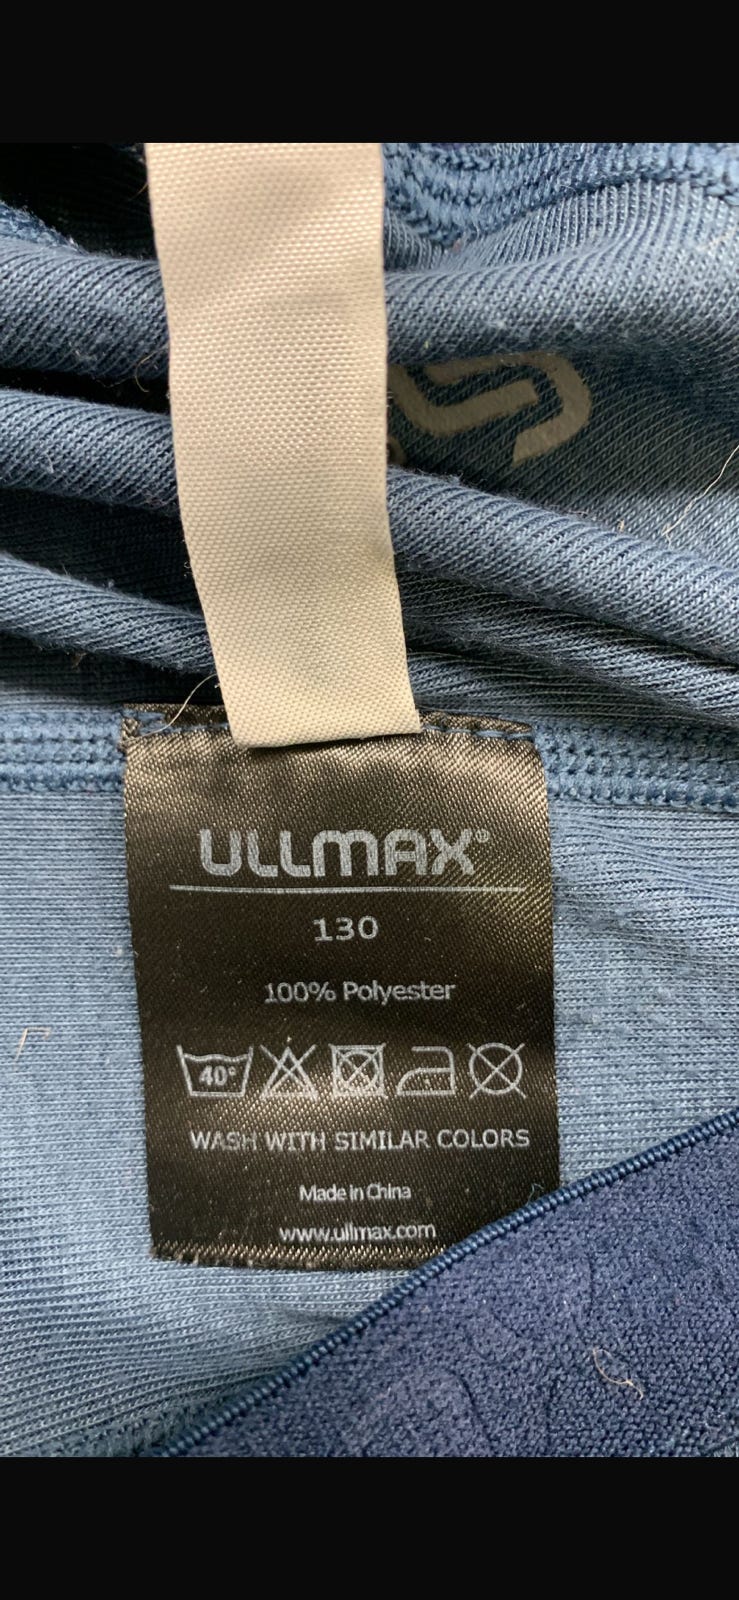 ULLMAX®
130
100% Polyester
40°
WASH WITH SIMILAR COLORS
Made in China
www.ullmax.com